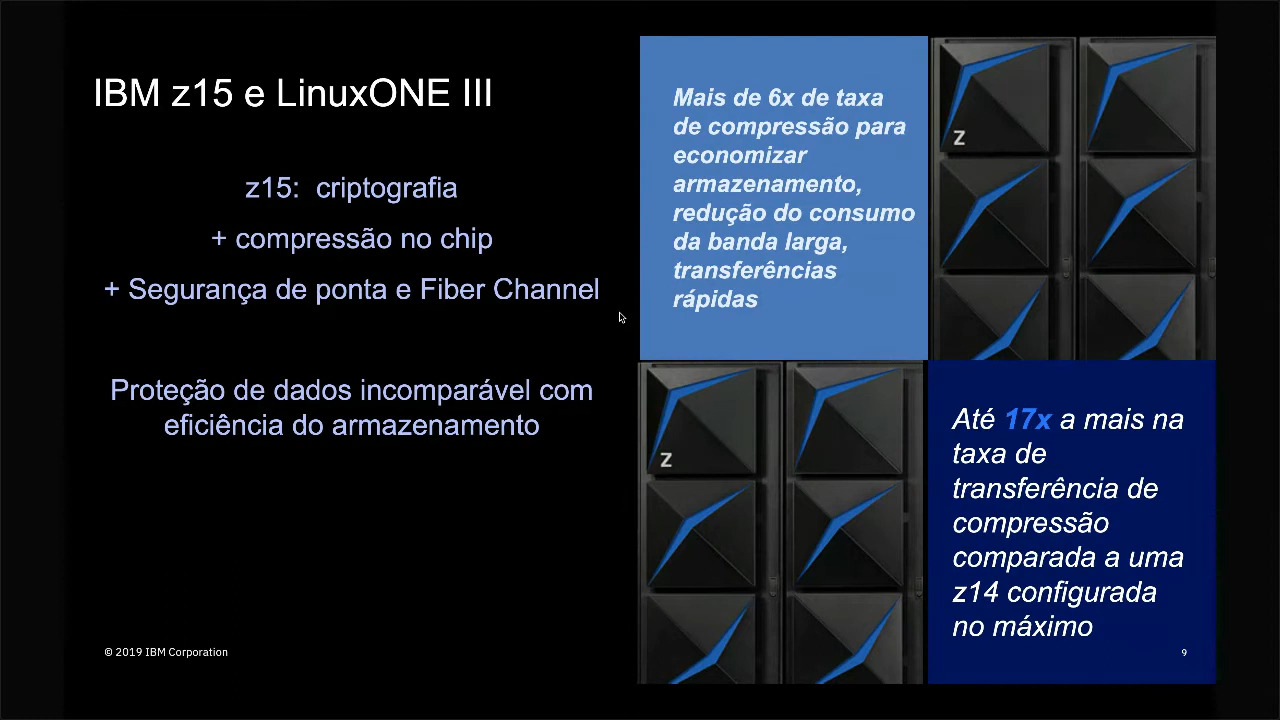 IBM z15 e LinuxONE III
z15: criptografia
+ compressão no chip
+ Segurança de ponta e Fiber Channel
Proteção de dados incomparável com
eficiência do armazenamento
© 2019 IBM Corporation
Mais de 6x de taxa
de compressão para
economizar
armazenamento,
redução do consumo
da banda larga,
transferências
rápidas
Z
Z
Até 17x a mais na
taxa de
transferência de
compressão
comparada a uma
z14 configurada
no máximo
9